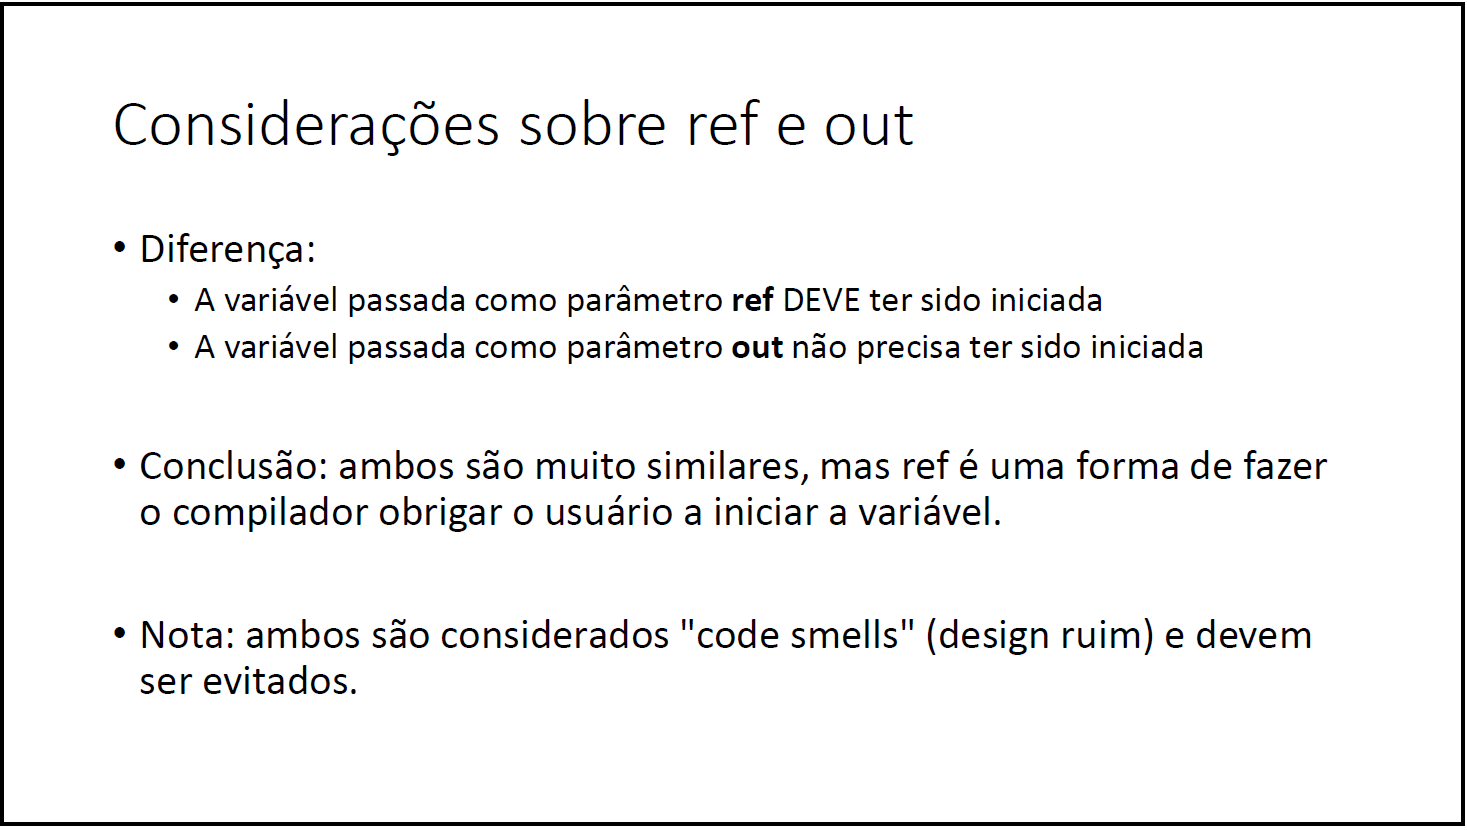 Considerações sobre ref e out
• Diferença:
• A variável passada como parâmetro ref DEVE ter sido iniciada
• A variável passada como parâmetro out não precisa ter sido iniciada
• Conclusão: ambos são muito similares, mas ref é uma forma de fazer
o compilador obrigar o usuário a iniciar a variável.
• Nota: ambos são considerados "code smells" (design ruim) e devem
ser evitados.